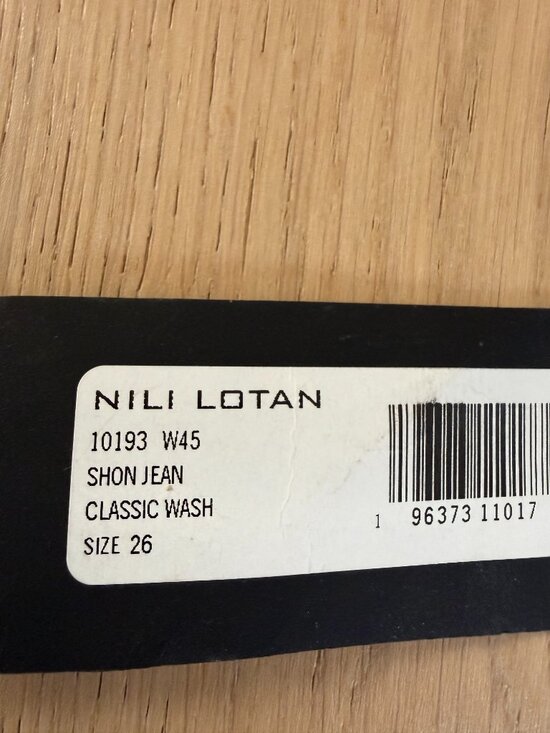 NILI LOTAN
10193 W45
SHON JEAN
CLASSIC WASH
SIZE 26
1 96373 11017